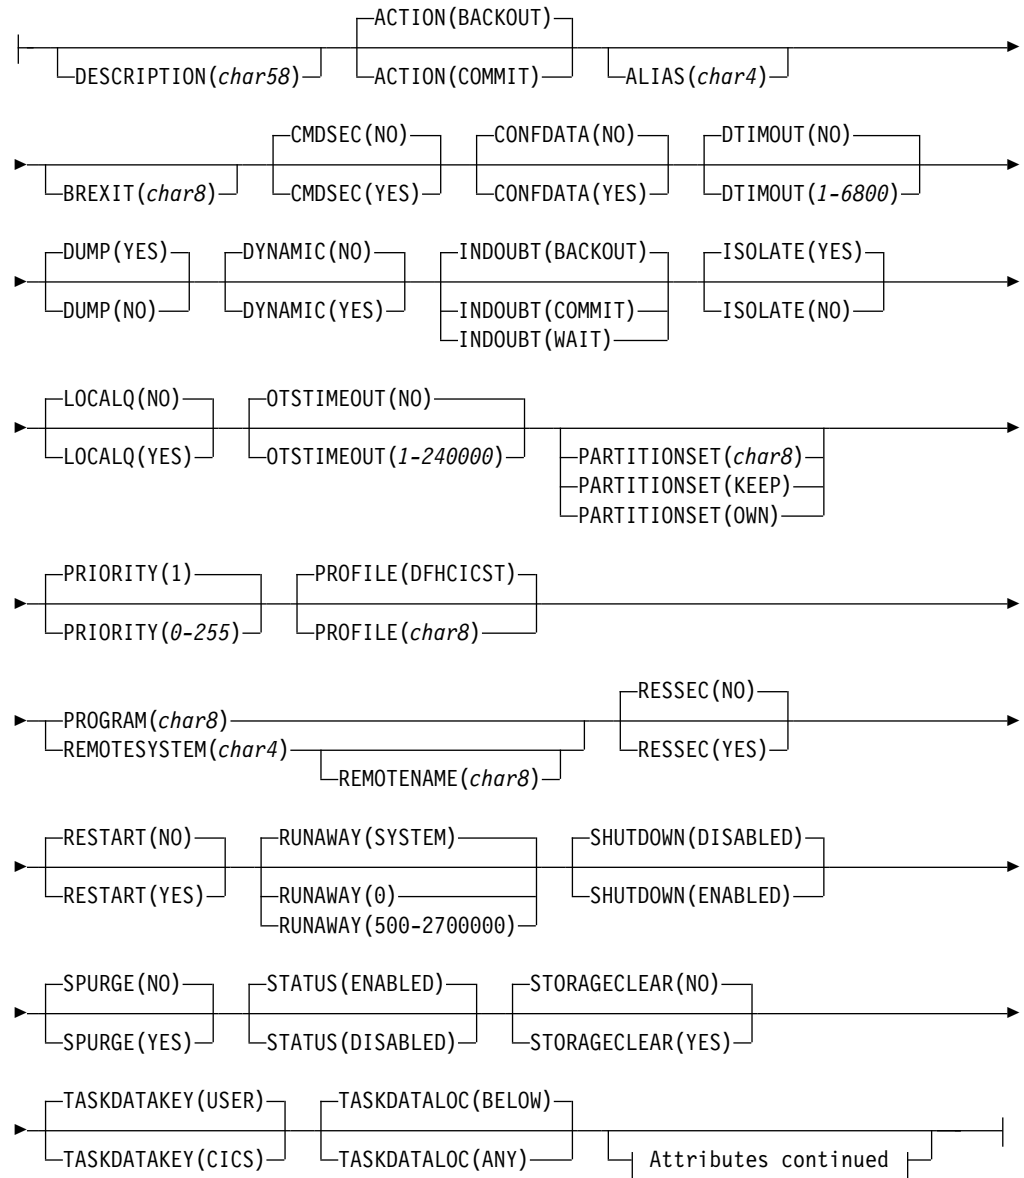 ACTION(BACKOUT)
DESCRIPTION(char58) ACTION(COMMIT) ALIAS(char4)
CMDSEC(NO) CONFDATA(NO) DTIMOUT(NO)
BREXIT(char8) CMDSEC(YES) CONFDATA(YES) DTIMOUT(1-6800)
DUMP(YES) DYNAMIC(NO) INDOUBT(BACKOUT) ISOLATE(YES)
DUMP(NO) DYNAMIC(YES) INDOUBT(COMMIT) ISOLATE(NO)
INDOUBT(WAIT)
LOCALQ(NO) OTSTIMEOUT(NO)
LOCALQ(YES) OTSTIMEOUT(1-240000) PARTITIONSET(char8)
PARTITIONSET(KEEP)
PARTITIONSET(OWN)
PRIORITY(1) PROFILE(DFHCICST)
PRIORITY(0-255) PROFILE(char8)
RESSEC(NO)
PROGRAM(char8)
REMOTESYSTEM(char4) RESSEC(YES)
REMOTENAME(char8)
RESTART(NO) RUNAWAY(SYSTEM) SHUTDOWN(DISABLED)
RESTART(YES) RUNAWAY(0) SHUTDOWN(ENABLED)
RUNAWAY(500-2700000)
SPURGE(NO) STATUS(ENABLED) STORAGECLEAR(NO)
SPURGE(YES) STATUS(DISABLED) STORAGECLEAR(YES)
TASKDATAKEY(USER) TASKDATALOC(BELOW)
TASKDATAKEY(CICS) TASKDATALOC(ANY) Attributes continued